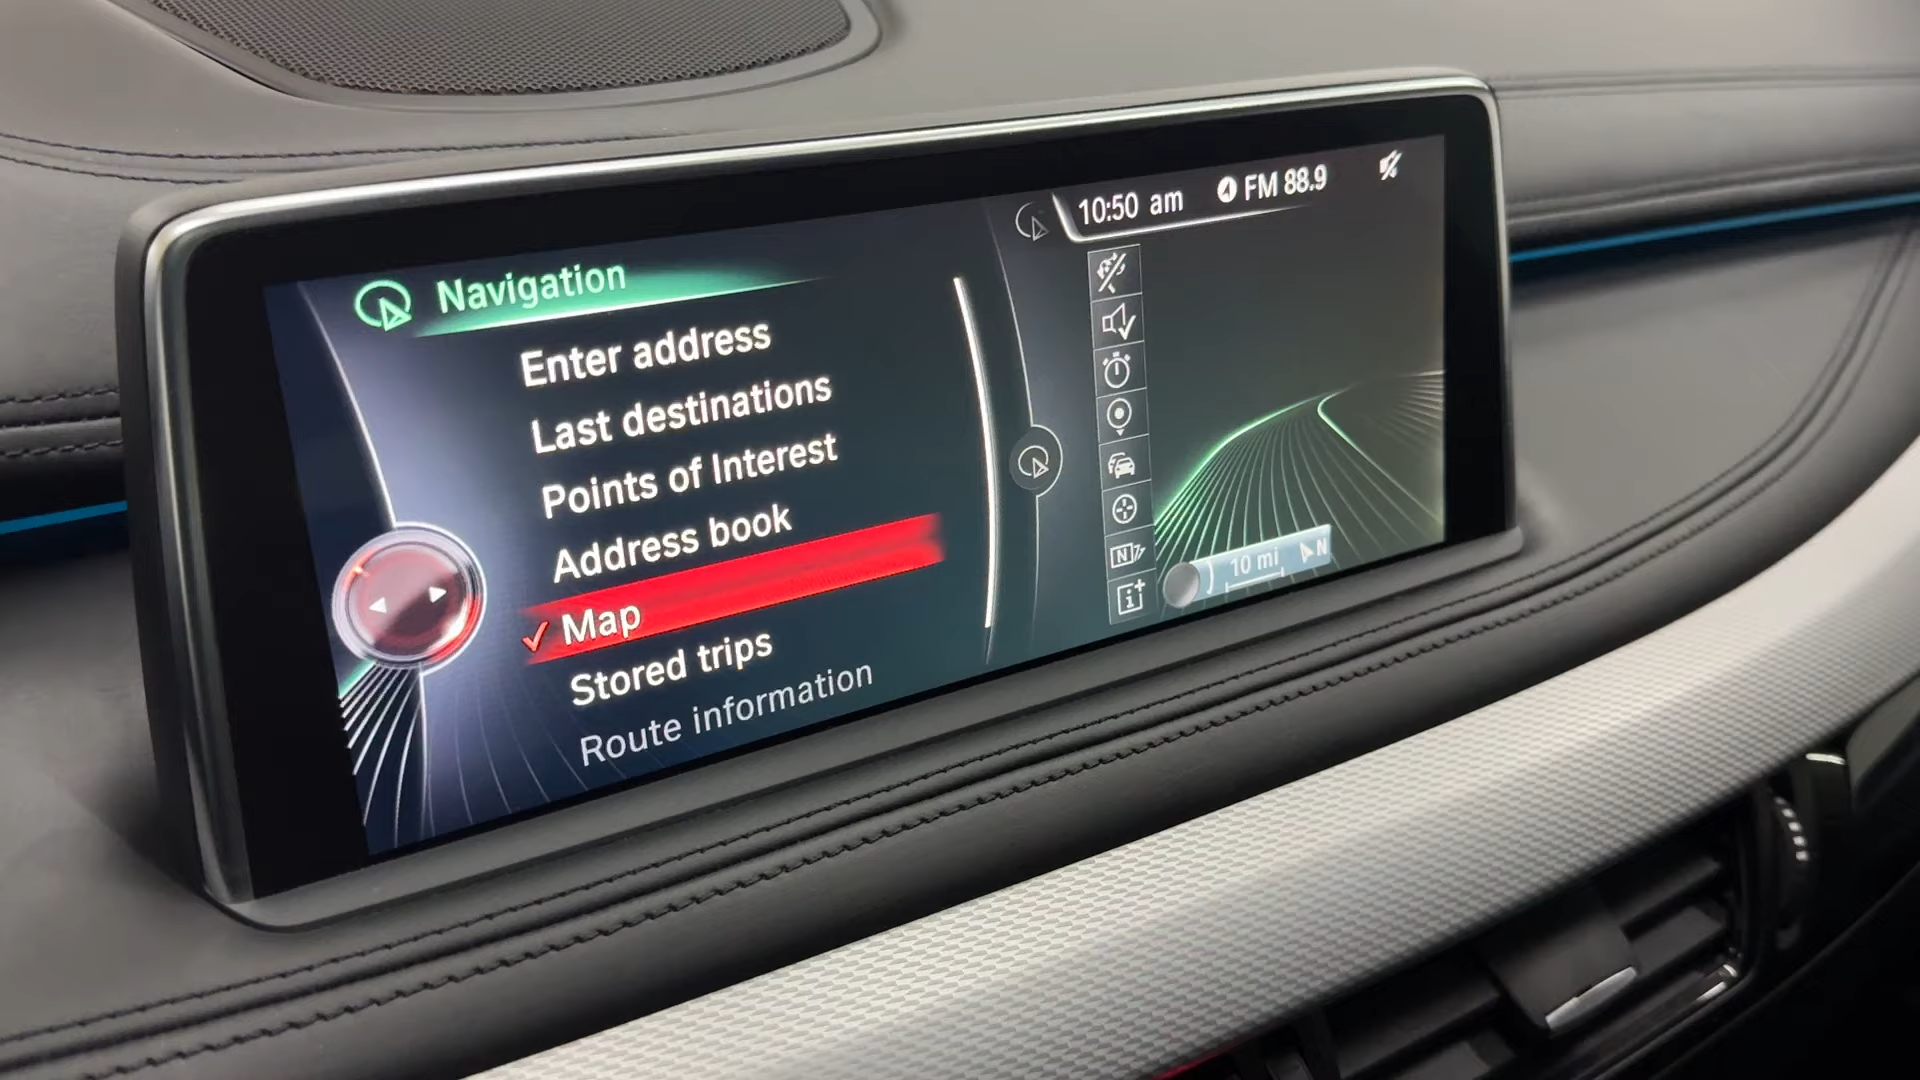 10:50 am FM 88.9
Navigation
Enter address
Last destinations
Points of Interest
Address book
Map
Stored trips
Route information
N
i+
10 mi N